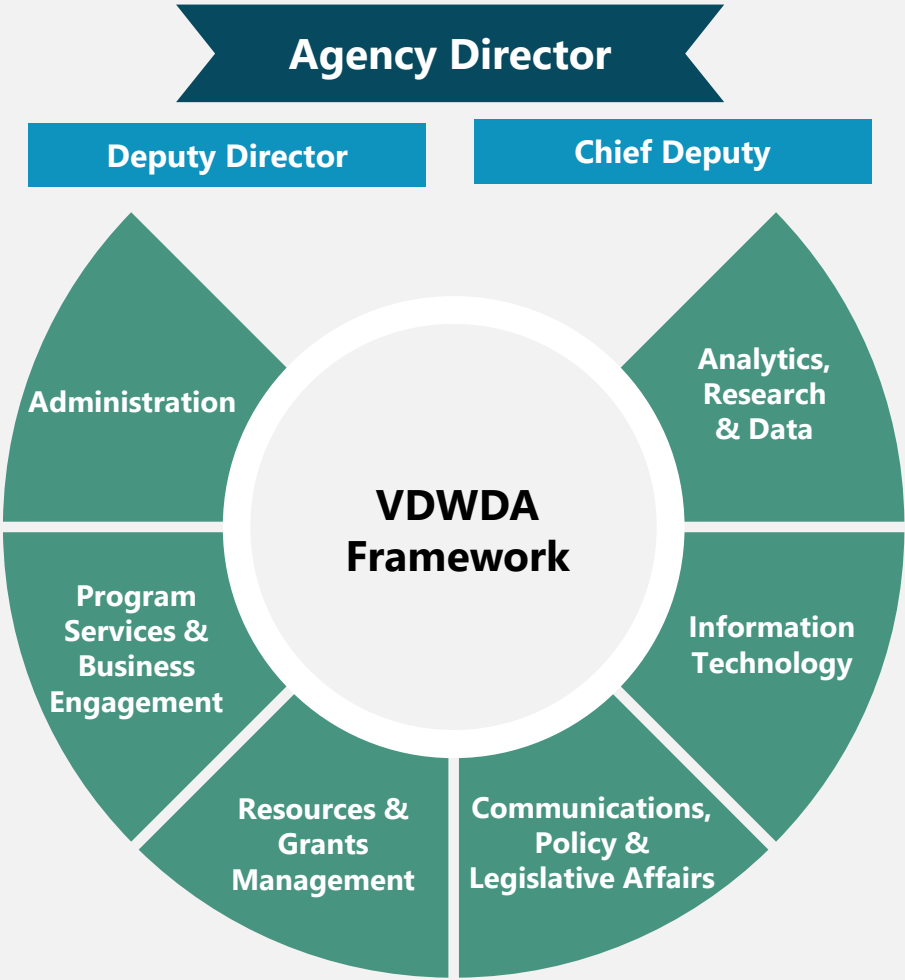 Agency Director
Deputy Director
Chief Deputy
Administration
Analytics,
Research
& Data
VDWDA
Framework
Program
Services &
Business
Engagement
Information
Technology
Resources &
Grants
Management
Communications,
Policy &
Legislative Affairs